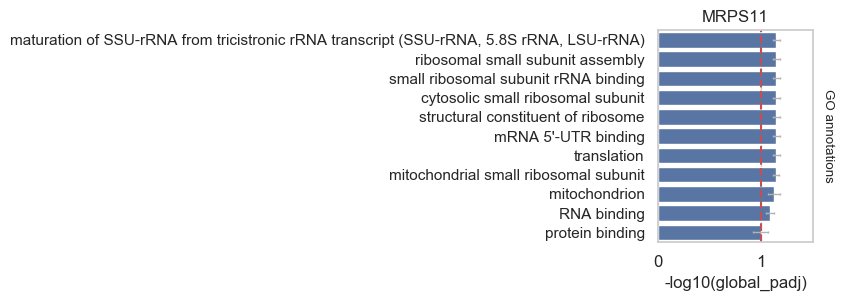 MRPS11
maturation of SSU-rRNA from tricistronic rRNA transcript (SSU-rRNA, 5.8S rRNA, LSU-rRNA)
ribosomal small subunit assembly
small ribosomal subunit rRNA binding
cytosolic small ribosomal subunit
structural constituent of ribosome
mRNA 5'-UTR binding
translation
mitochondrial small ribosomal subunit
mitochondrion
RNA binding
protein binding
GO annotations
0 1
-log10(global_padj)